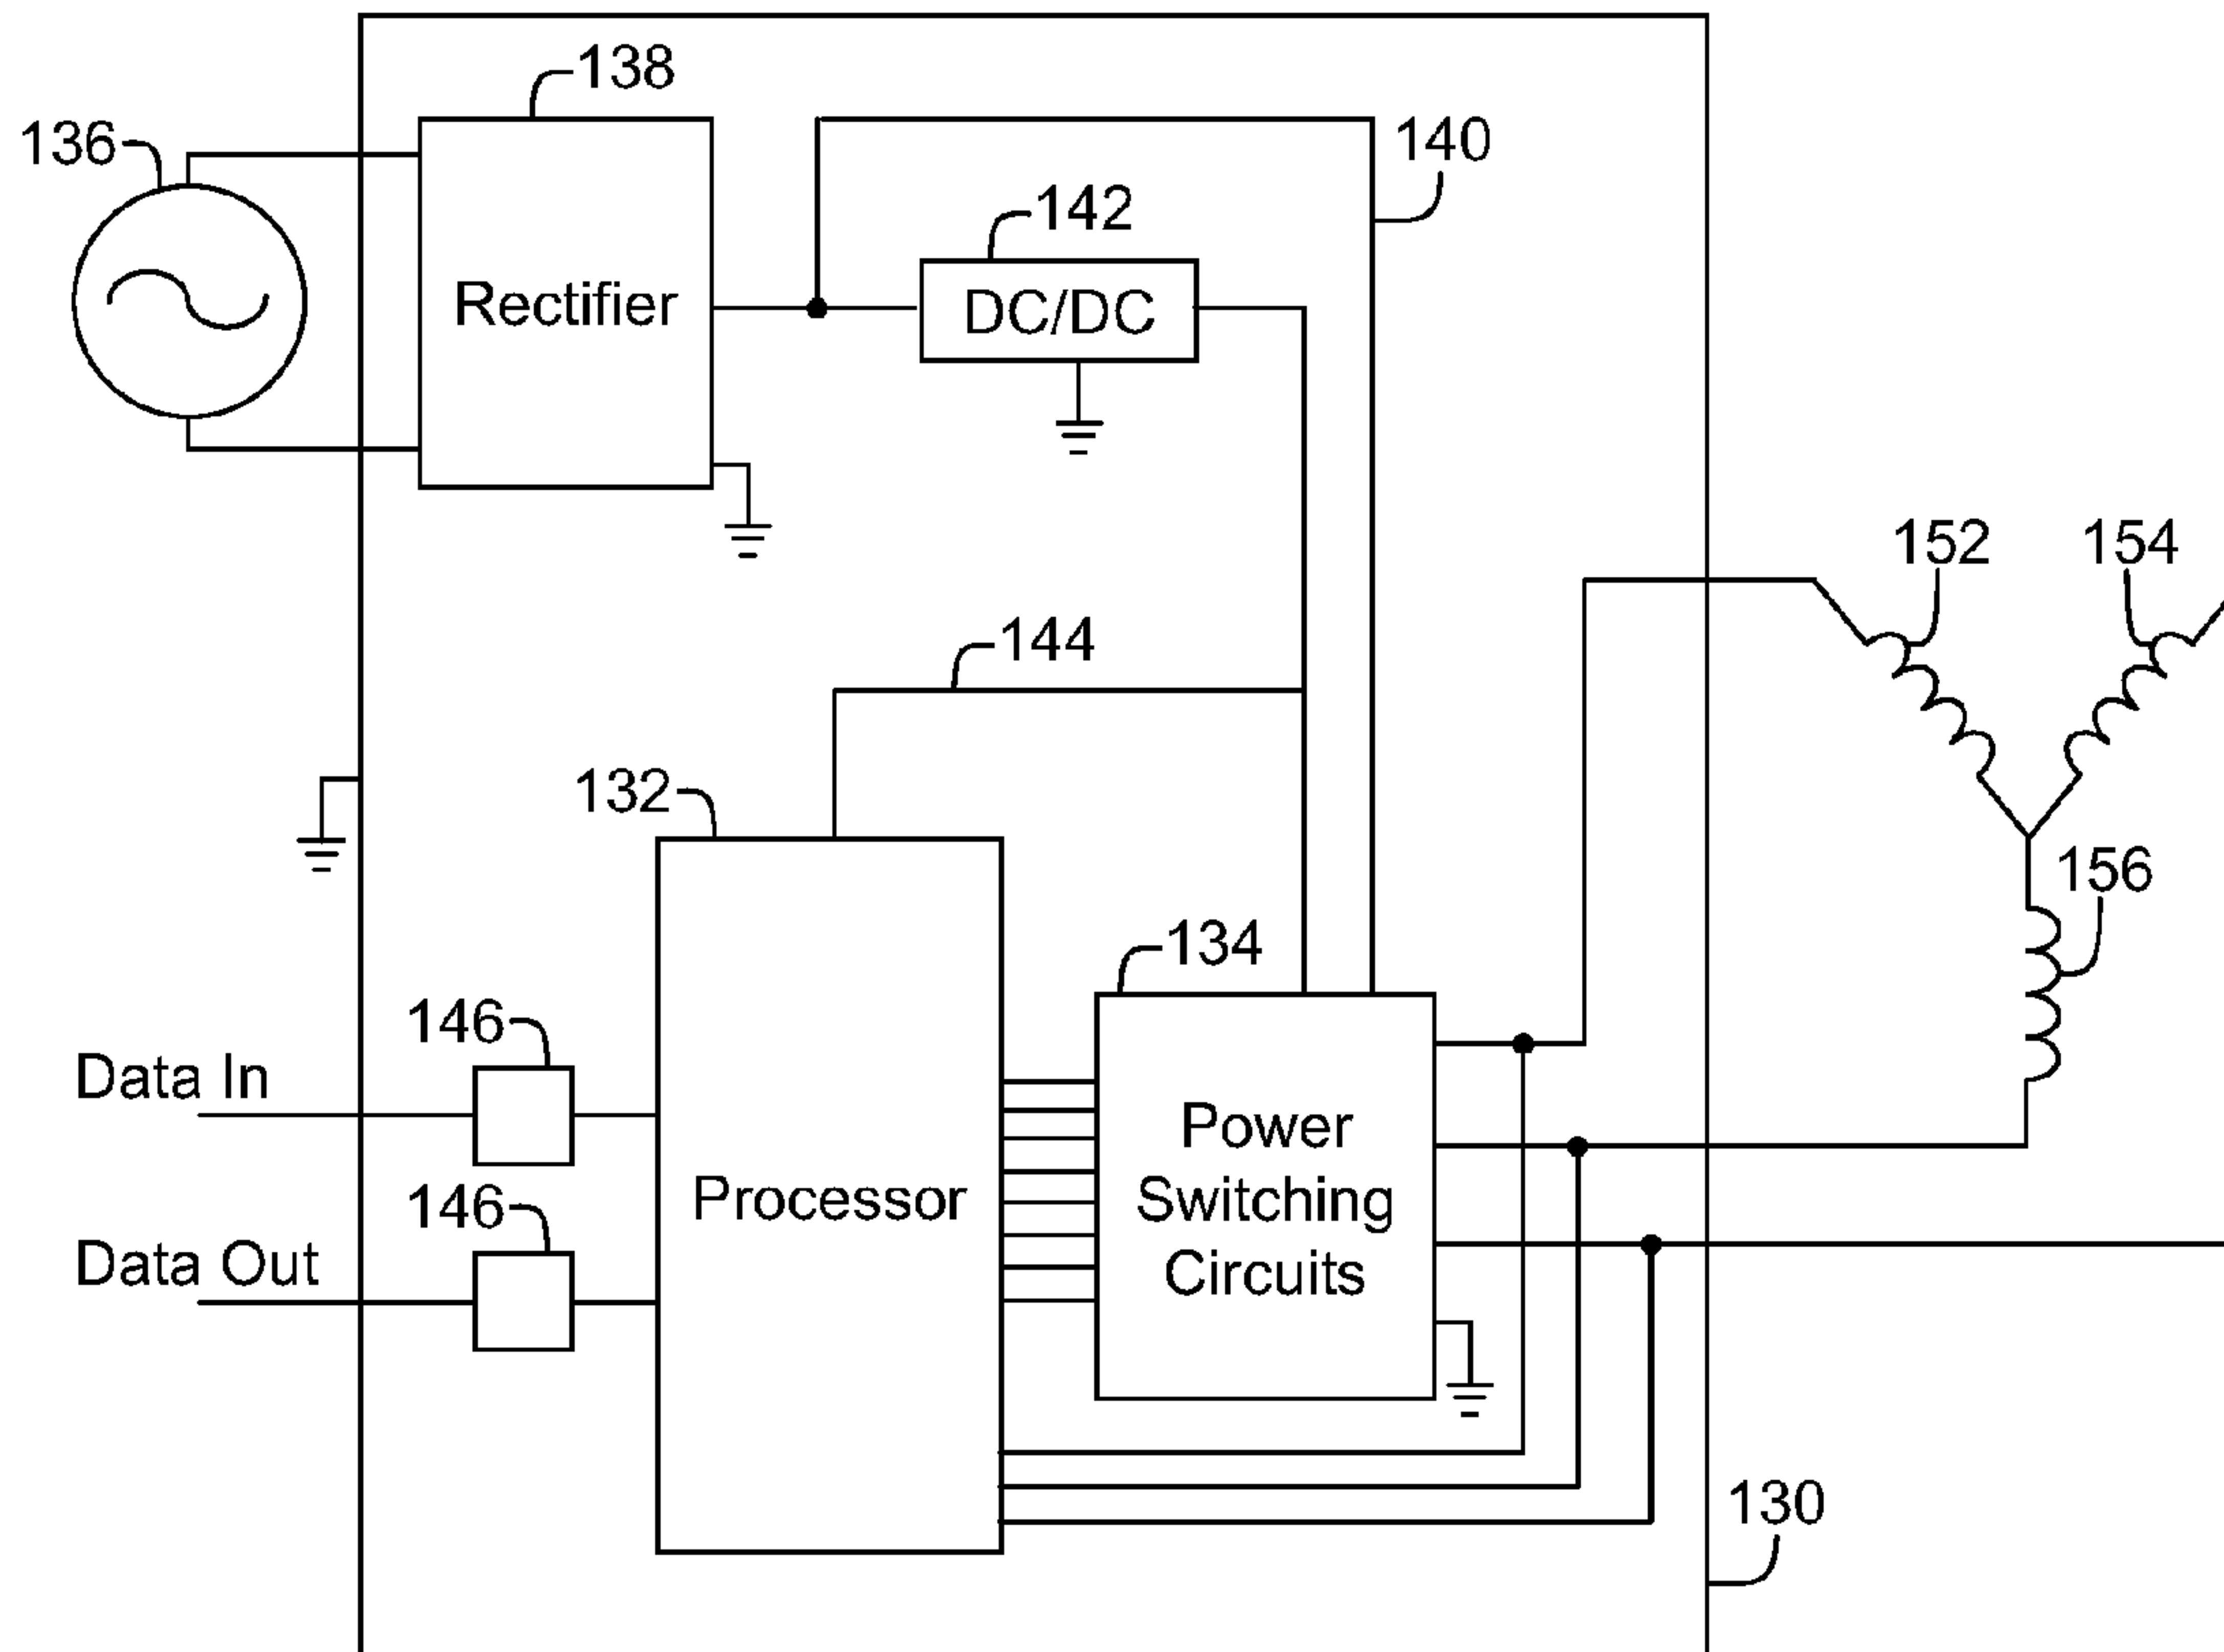 138
136
140
142
Rectifier
DC/DC
152
154
144
132
156
134
146
Data In
Power
Switching
Circuits
Processor
146
Data Out
130